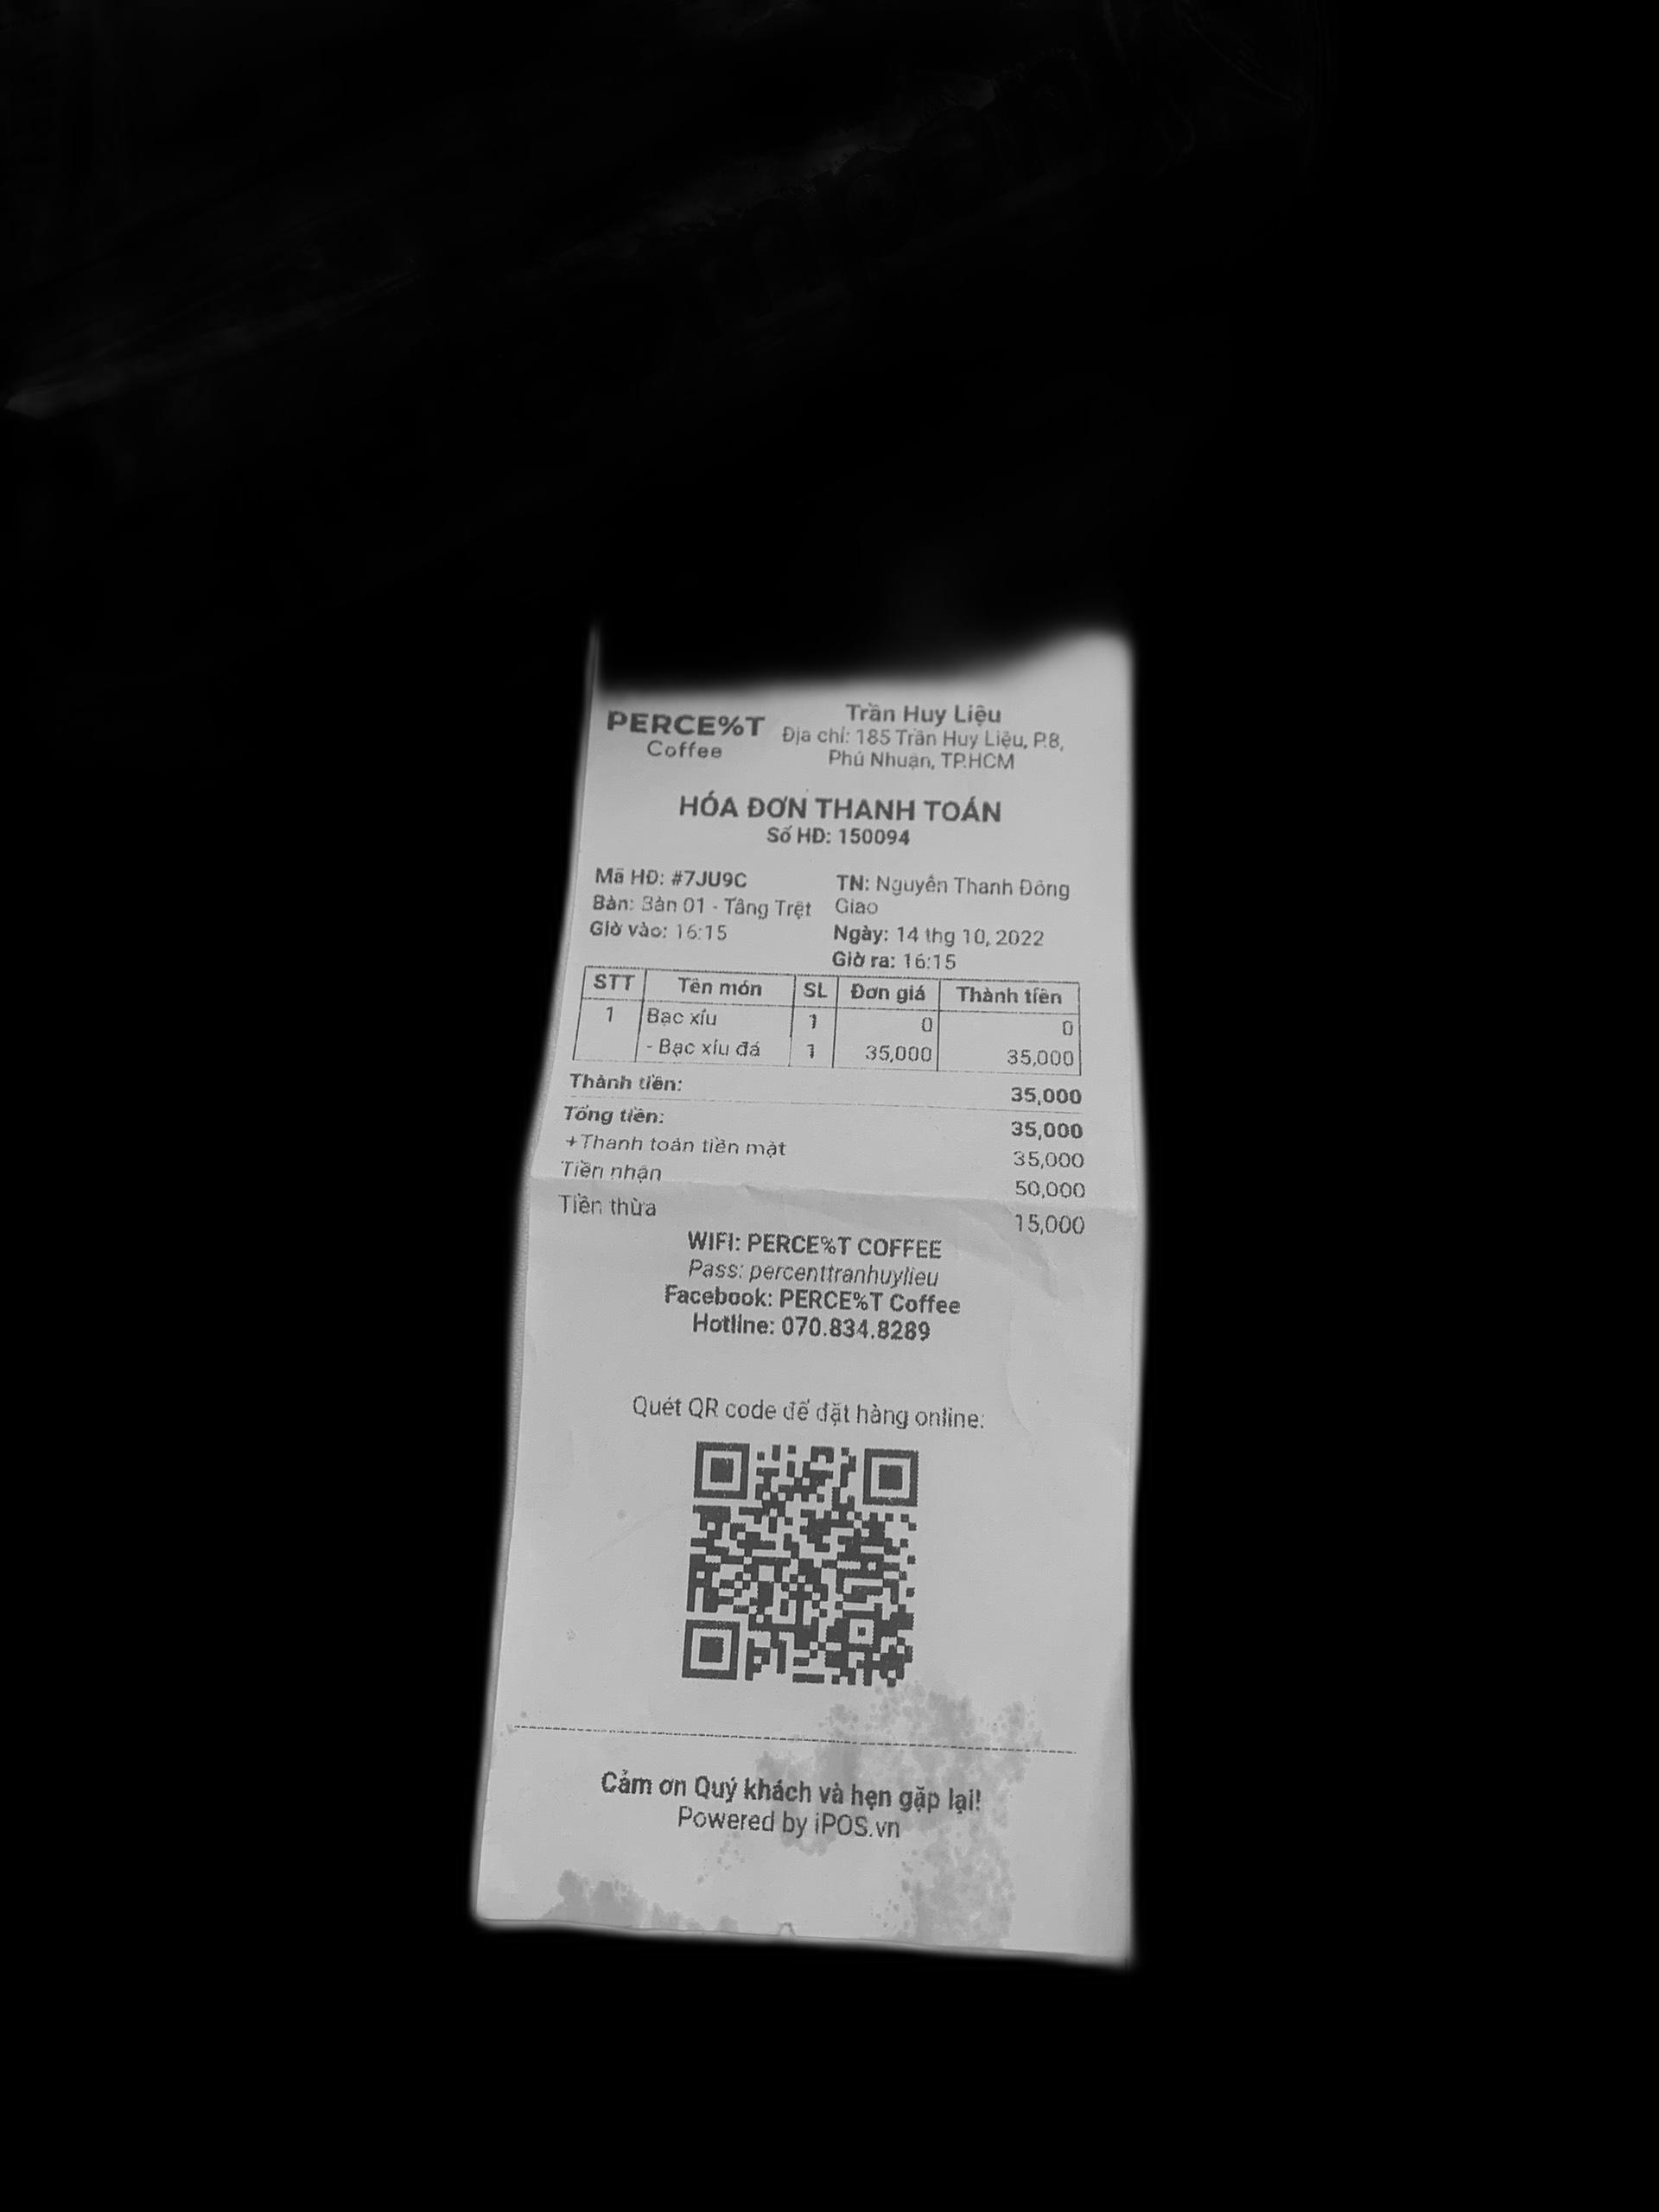 PERCE%T
Coffee
Trần Huy Liệu
Địa chỉ: 185 Trần Huy Liệu, P.8,
Phú Nhuận, TP.HCM
HÓA ĐƠN THANH TOÁN
Số HĐ: 150094
Mã HĐ: #7JU9C
TN: Nguyễn Thanh Đông
Giao
Bàn: Bàn 01 - Tầng Trệt
Ngày: 14 thg 10, 2022
Giờ vào: 16:15
Giờ ra: 16:15
STT Tên món SL Đơn giá Thành tiền
1 Bạc xíu 1 0 0
- Bạc xíu đá 1 35,000 35,000
Thành tiền: 35,000
Tổng tiền: 35,000
+Thanh toán tiền mặt 35,000
Tiền nhận 50,000
Tiền thừa 15,000
WIFI: PERCE%T COFFEE
Pass: percenttranhuylieu
Facebook: PERCE%T Coffee
Hotline: 070.834.8289
Quét QR code để đặt hàng online:
Cảm ơn Quý khách và hẹn gặp lại!
Powered by iPOS.vn